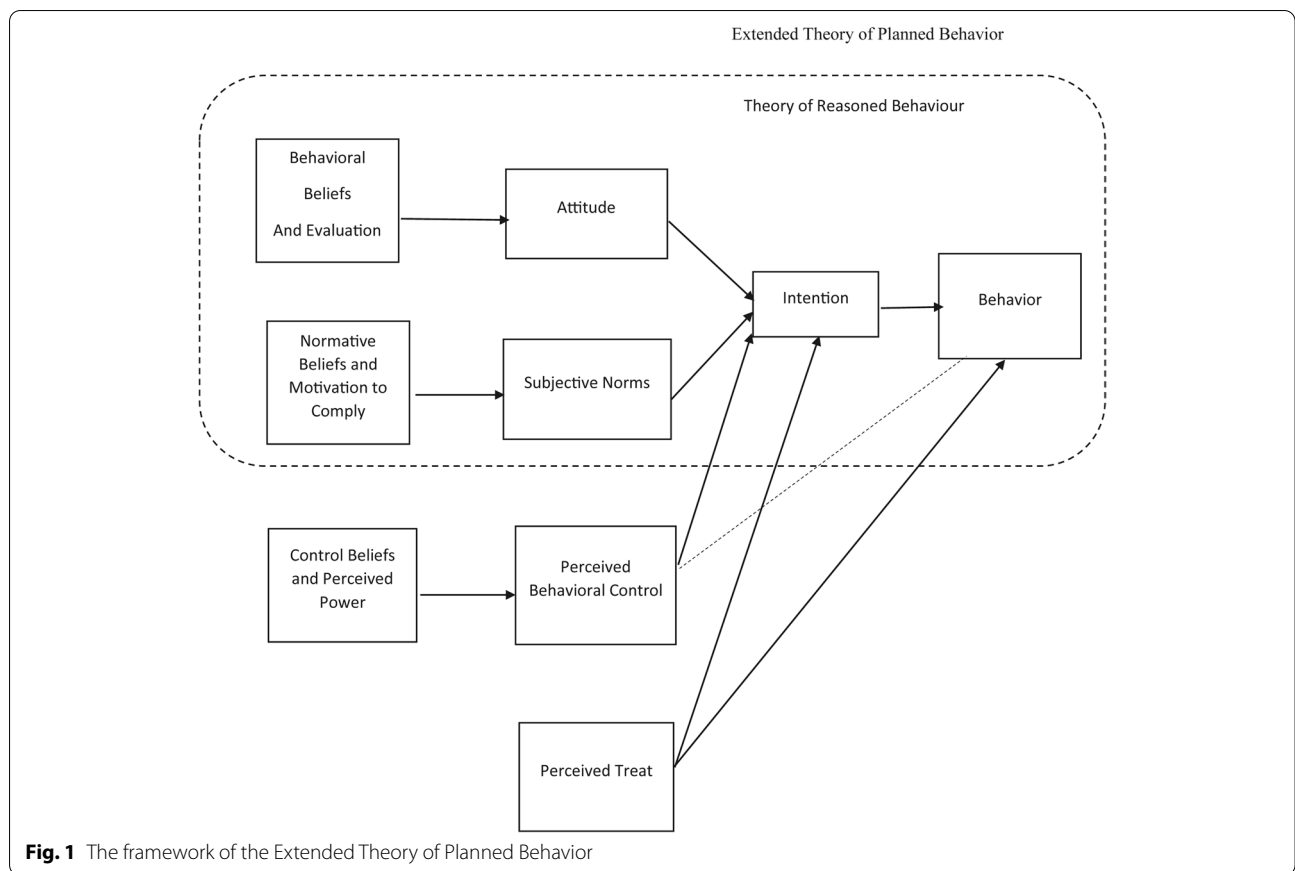 Extended Theory of Planned Behavior
Theory of Reasoned Behaviour
Behavioral
Beliefs
And Evaluation
Attitude
Intention
Behavior
Normative
Beliefs and
Motivation to
Comply
Subjective Norms
Control Beliefs
and Perceived
Power
Perceived
Behavioral Control
Perceived Treat
Fig. 1 The framework of the Extended Theory of Planned Behavior